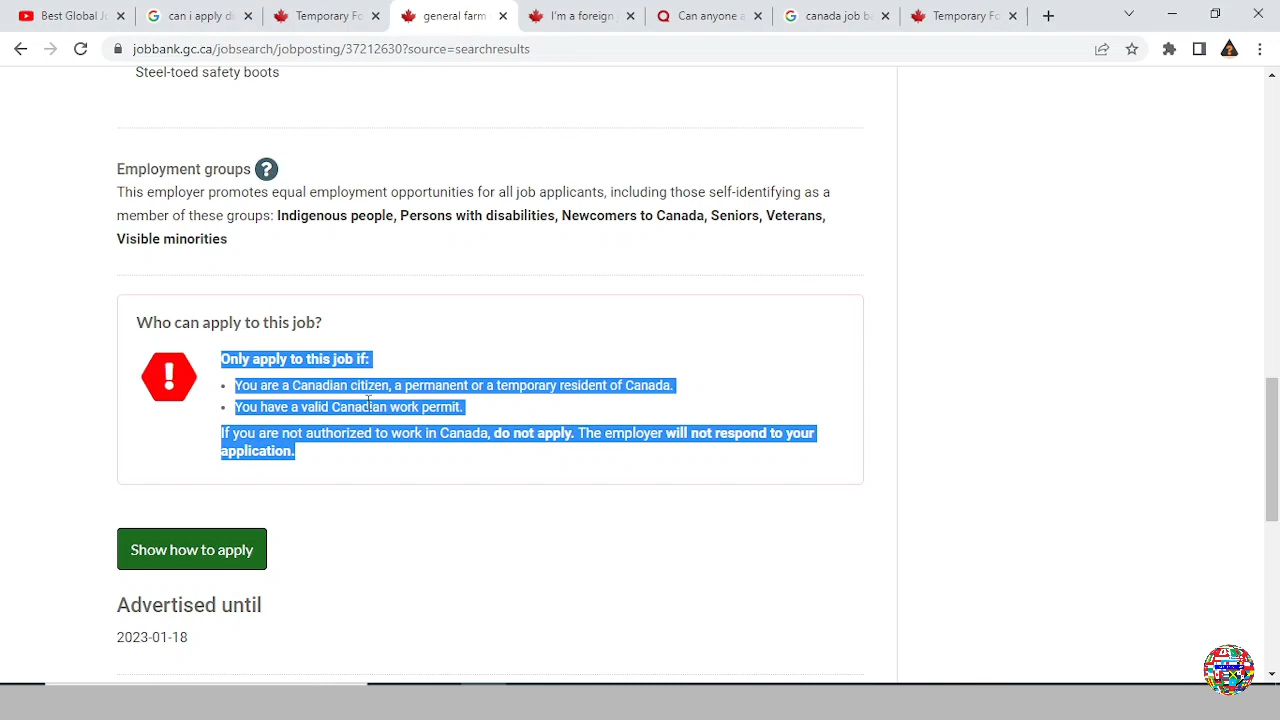 Best Global J
can i apply di
Temporary Fo
general farm
I'm a foreign
Can anyone a
canada job ba
Temporary Fo
jobbank.gc.ca/jobsearch/jobposting/37212630?source=searchresults
Steel-toed safety boots
Employment groups ?
This employer promotes equal employment opportunities for all job applicants, including those self-identifying as a
member of these groups: Indigenous people, Persons with disabilities, Newcomers to Canada, Seniors, Veterans,
Visible minorities
Who can apply to this job?
Only apply to this job if:
You are a Canadian citizen, a permanent or a temporary resident of Canada.
You have a valid Canadian work permit.
If you are not authorized to work in Canada, do not apply. The employer will not respond to your
application.
Show how to apply
Advertised until
2023-01-18